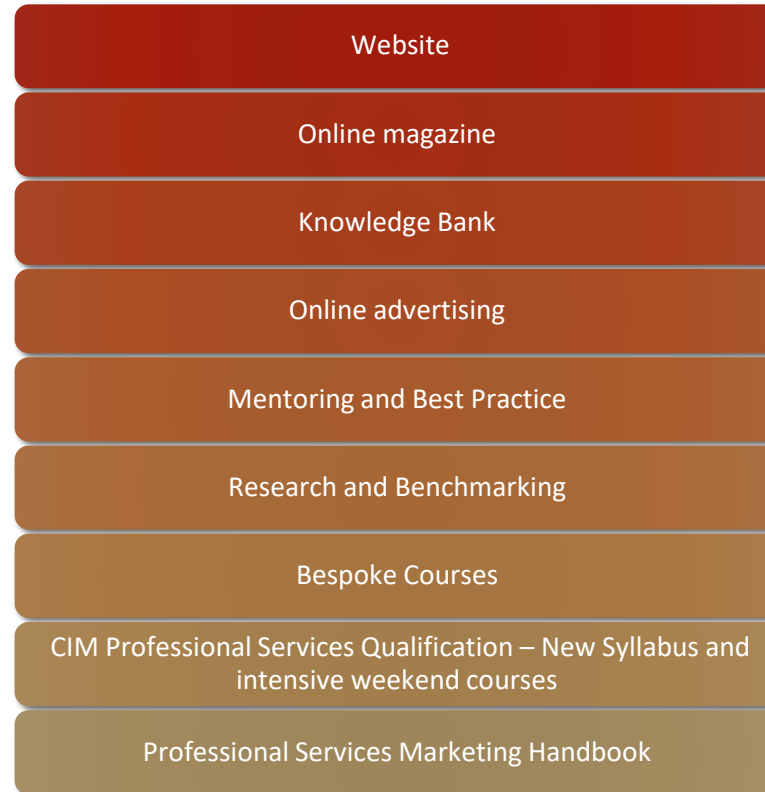 Website
Online magazine
Knowledge Bank
Online advertising
Mentoring and Best Practice
Research and Benchmarking
Bespoke Courses
CIM Professional Services Qualification – New Syllabus and
intensive weekend courses
Professional Services Marketing Handbook